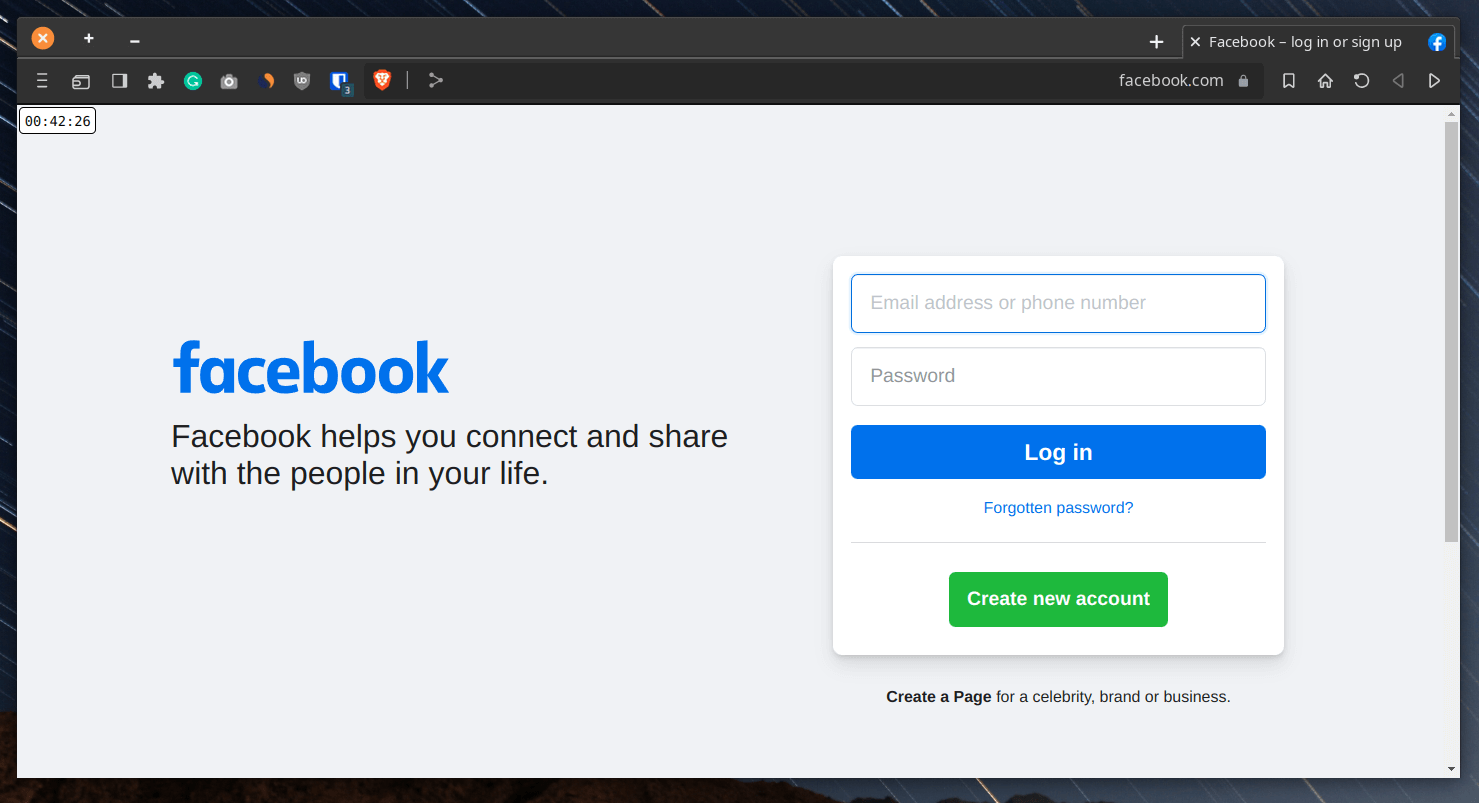 Facebook – log in or sign up
3
facebook.com
00:42:26
facebook
Facebook helps you connect and share
with the people in your life.
Email address or phone number
Password
Log in
Forgotten password?
Create new account
Create a Page for a celebrity, brand or business.